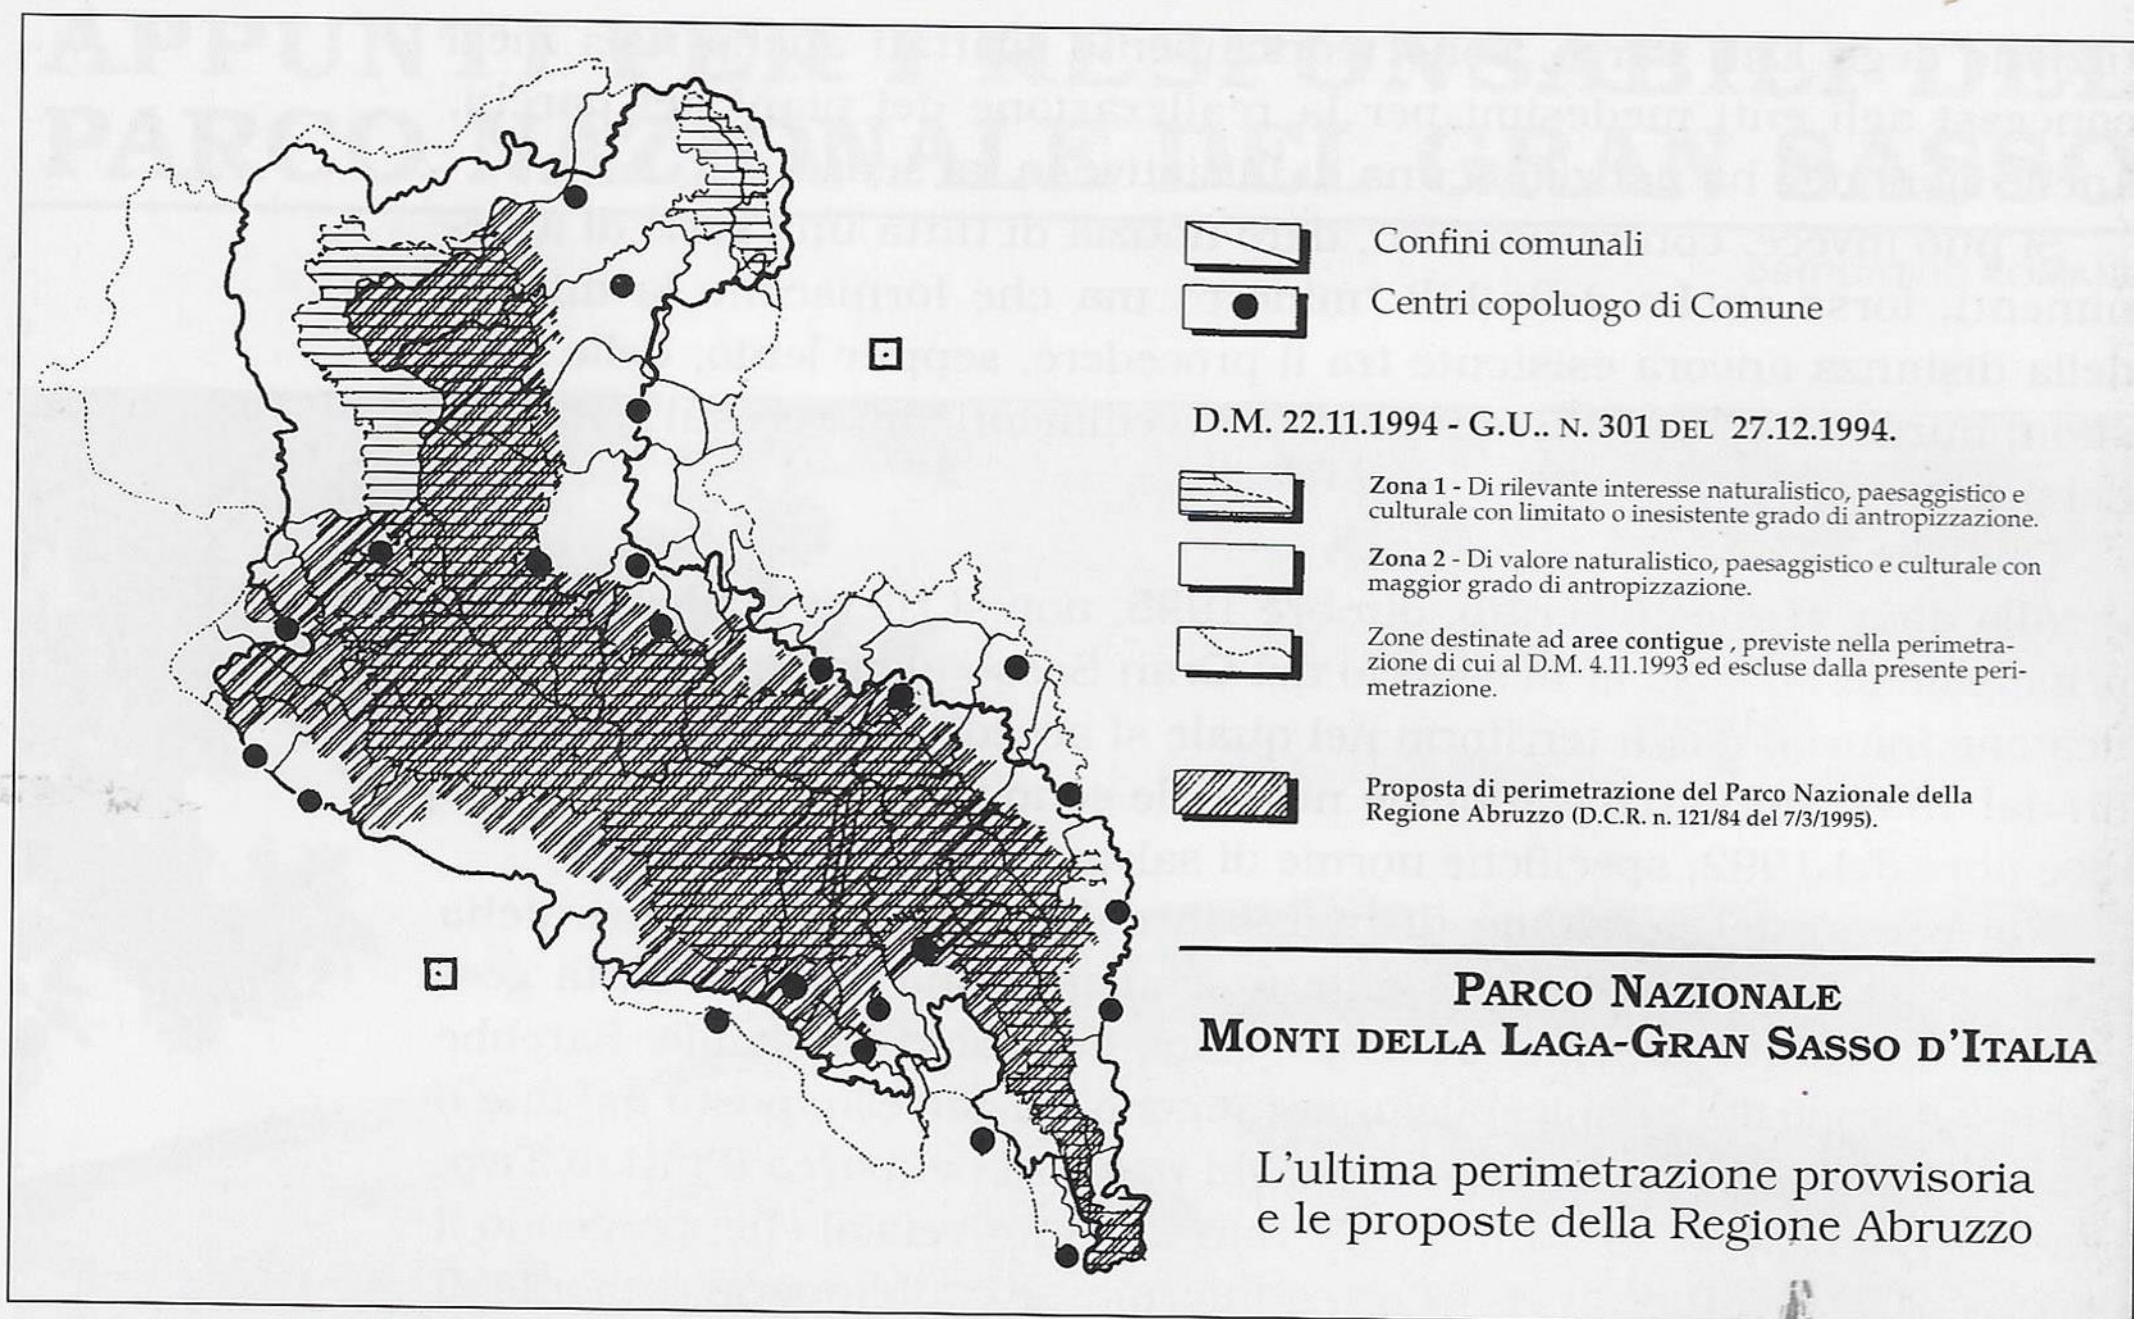 Confini comunali
Centri copoluogo di Comune
D.M. 22.11.1994 - G.U.. N. 301 DEL 27.12.1994.
Zona 1 - Di rilevante interesse naturalistico, paesaggistico e
culturale con limitato o inesistente grado di antropizzazione.
Zona 2 - Di valore naturalistico, paesaggistico e culturale con
maggior grado di antropizzazione.
Zone destinate ad aree contigue , previste nella perimetra-
zione di cui al D.M. 4.11.1993 ed escluse dalla presente peri-
metrazione.
Proposta di perimetrazione del Parco Nazionale della
Regione Abruzzo (D.C.R. n. 121/84 del 7/3/1995).
PARCO NAZIONALE
MONTI DELLA LAGA-GRAN SASSO D'ITALIA
L'ultima perimetrazione provvisoria
e le proposte della Regione Abruzzo